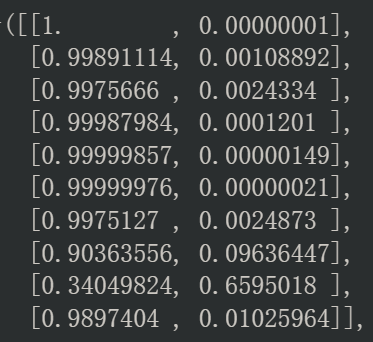 ([[1.        , 0.00000001],
[0.99891114, 0.00108892],
[0.9975666 , 0.0024334 ],
[0.99987984, 0.0001201 ],
[0.99999857, 0.00000149],
[0.99999976, 0.00000021],
[0.9975127 , 0.0024873 ],
[0.90363556, 0.09636447],
[0.34049824, 0.6595018 ],
[0.9897404 , 0.01025964]],